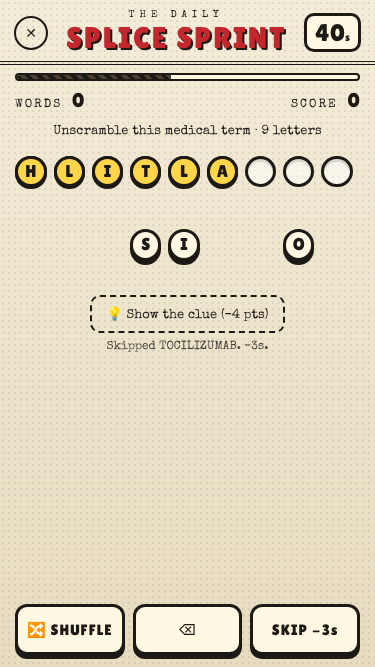 THE DAILY
× SPLICE SPRINT 40s
WORDS 0 SCORE 0
Unscramble this medical term · 9 letters
H L I T L A
S I O
💡 Show the clue (−4 pts)
Skipped TOCILIZUMAB. −3s.
🔀 SHUFFLE ⌫ SKIP −3s